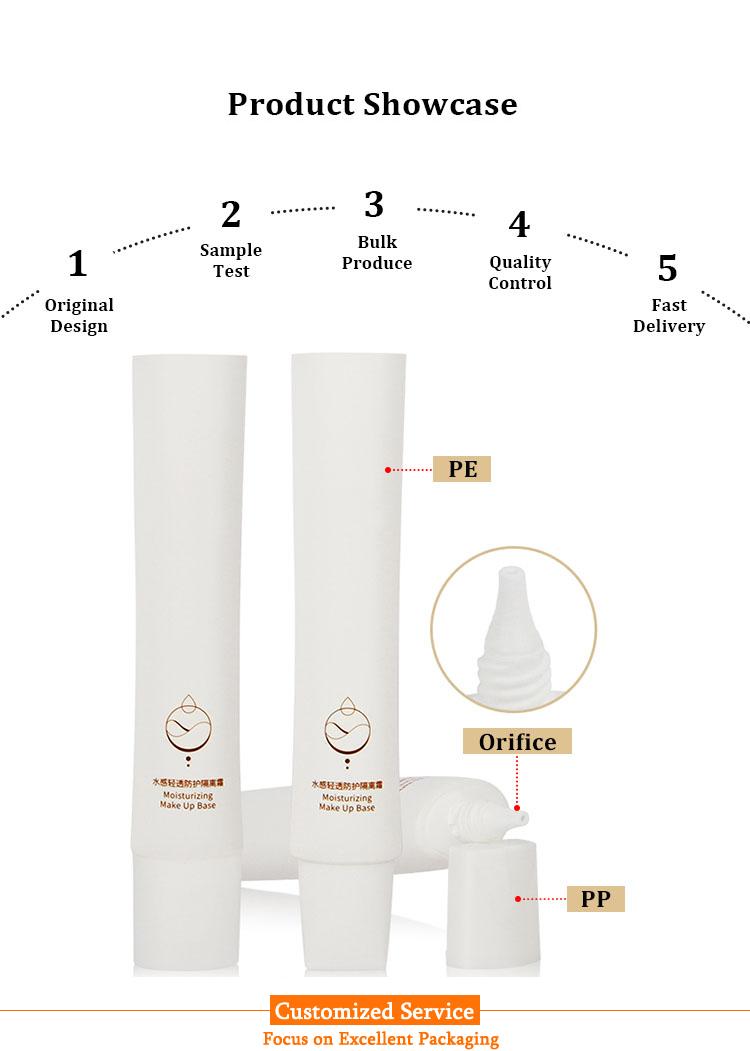 Product Showcase
1
Original
Design
2
Sample
Test
3
Bulk
Produce
4
Quality
Control
5
Fast
Delivery
PE
Orifice
PP
水感轻透防护隔离霜
Moisturizing
Make Up Base
水感轻透防护隔离霜
Moisturizing
Make Up Base
Customized Service
Focus on Excellent Packaging